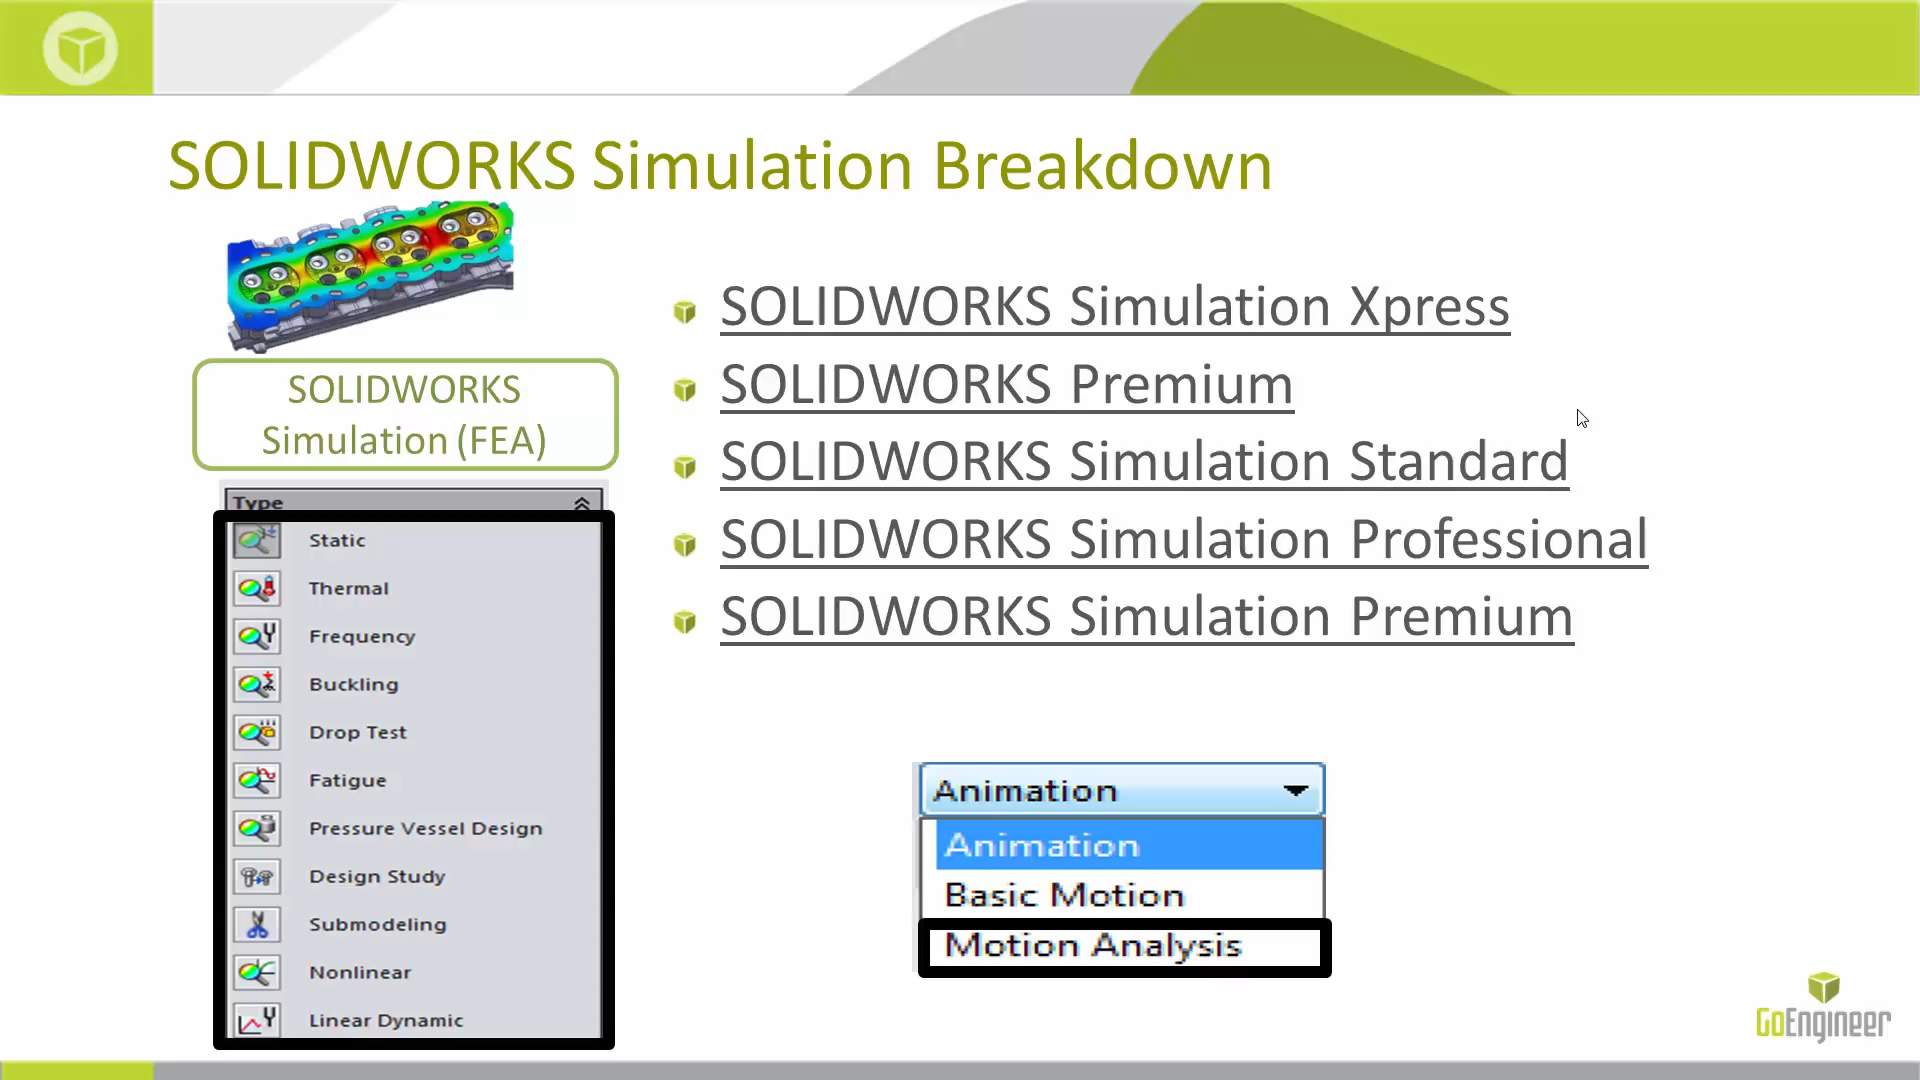 SOLIDWORKS Simulation Breakdown
SOLIDWORKS
Simulation (FEA)
Type
Static
Thermal
Frequency
Buckling
Drop Test
Fatigue
Pressure Vessel Design
Design Study
Submodeling
Nonlinear
Linear Dynamic
SOLIDWORKS Simulation Xpress
SOLIDWORKS Premium
SOLIDWORKS Simulation Standard
SOLIDWORKS Simulation Professional
SOLIDWORKS Simulation Premium
Animation
Animation
Basic Motion
Motion Analysis
GoEngineer